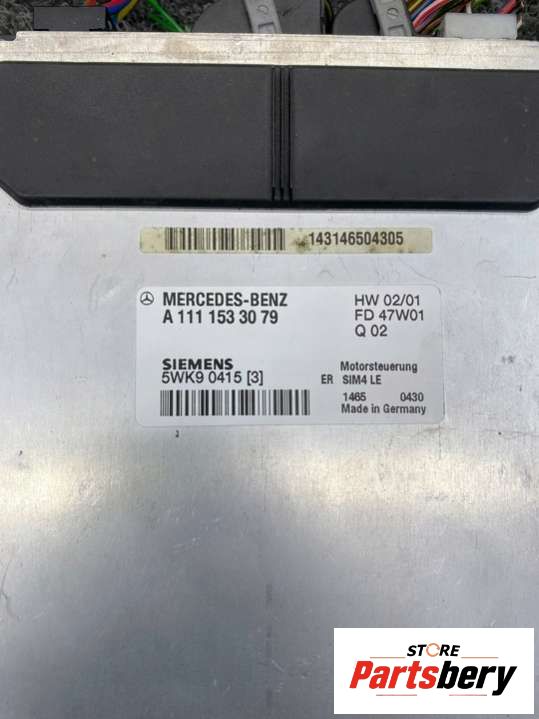 143146504305
MERCEDES-BENZ HW 02/01
A 111 153 30 79 FD 47W01
Q 02
SIEMENS Motorsteuerung
5WK9 0415 [3] ER SIM4 LE
1465 0430
Made in Germany
STORE
Partsbery